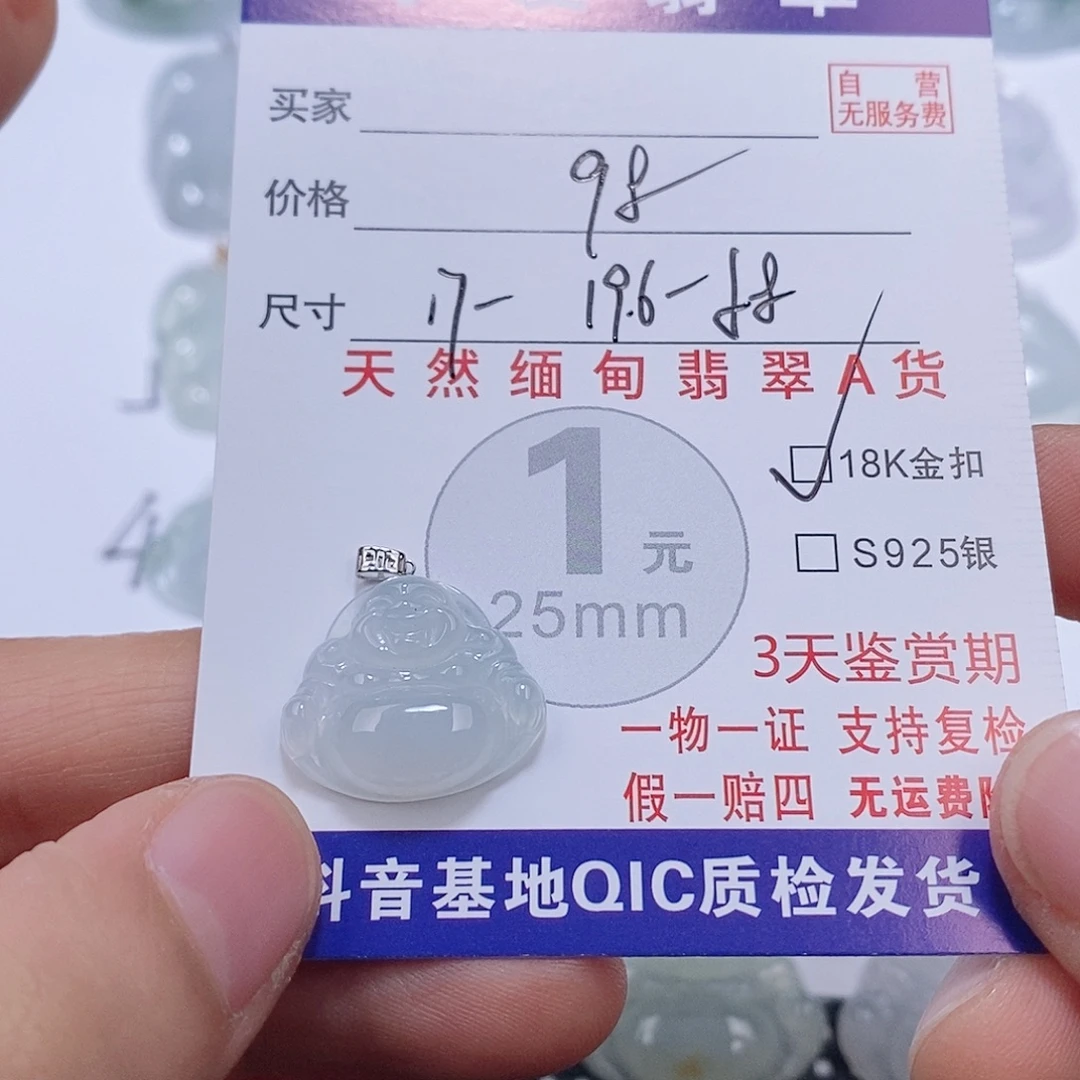 自 营
无服务费
买家
价格 98
尺寸 17- 19.6-
天然缅甸翡翠A货
1元
25mm
18K金扣
S925银
3天鉴赏期
一物一证 支持复检
假一赔四 无运费
抖音基地QIC质检发货
4